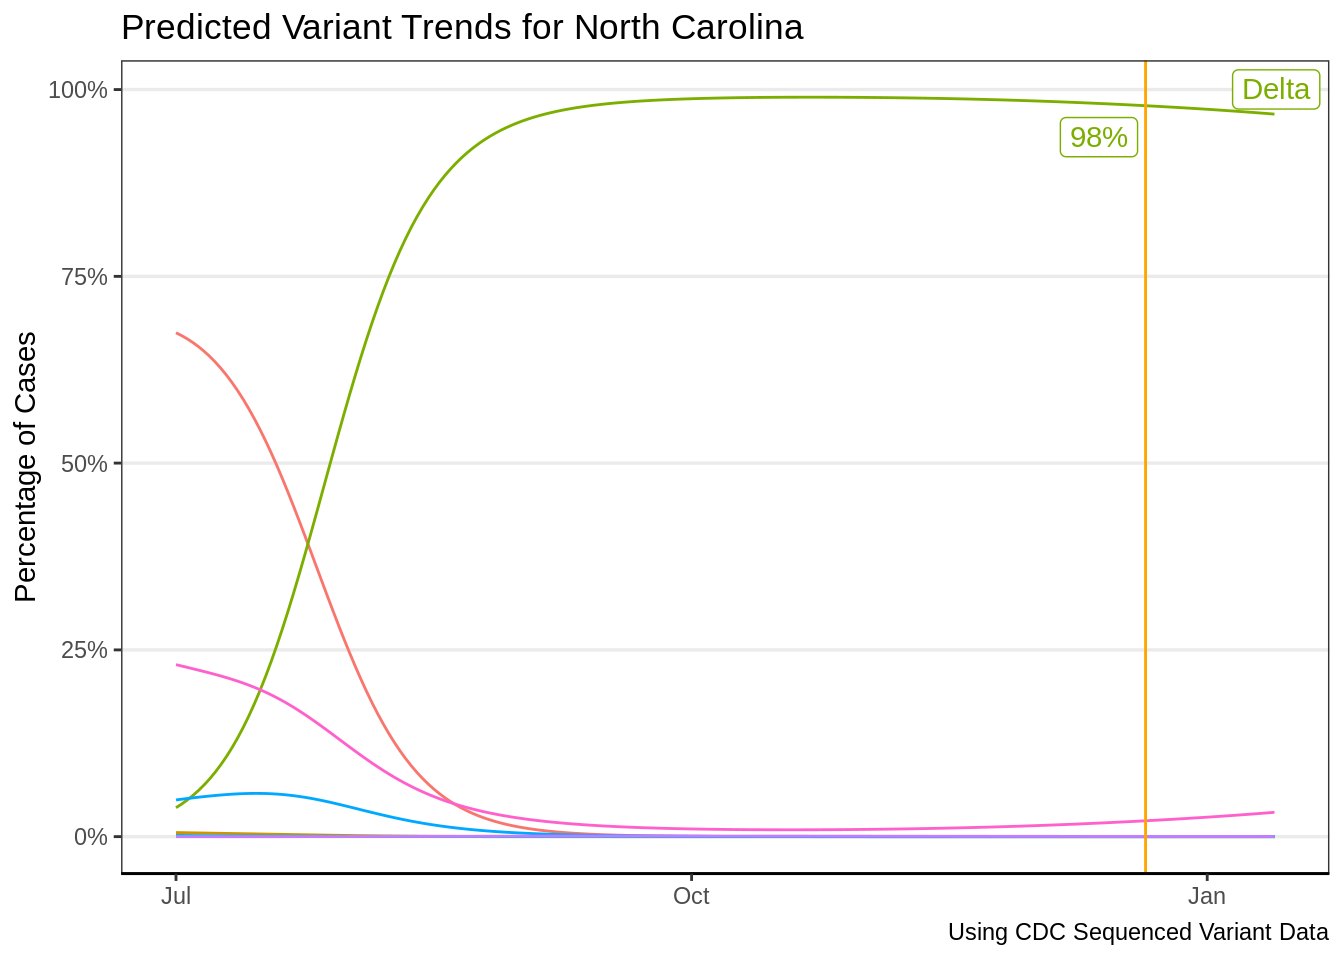 Predicted Variant Trends for North Carolina
100%
75%
50%
25%
0%
Percentage of Cases
Delta
98%
Jul
Oct
Jan
Using CDC Sequenced Variant Data